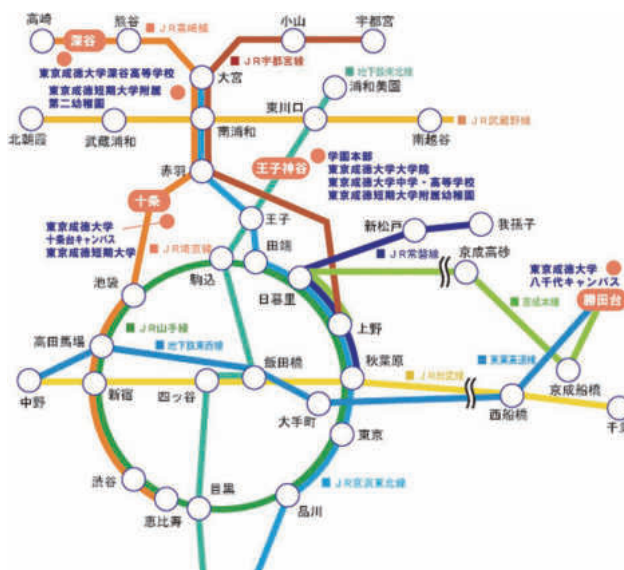 高崎
熊谷
■JR高崎線
小山
宇都宮
深谷
東京成徳大学深谷高等学校
東京成徳短期大学附属
第二幼稚園
大宮
■JR宇都宮線
■地下鉄南北線
浦和美園
東川口
北朝霞
武蔵浦和
南浦和
南越谷
■JR武蔵野線
赤羽
王子神谷
学園本部
東京成徳大学大学院
東京成徳大学中学・高等学校
東京成徳短期大学附属幼稚園
十条
東京成徳大学
十条台キャンパス
東京成徳短期大学
■JR埼京線
王子
田端
駒込
新松戸
我孫子
■JR常磐線
京成高砂
東京成徳大学
八千代キャンパス
勝田台
池袋
日暮里
■京成本線
上野
■JR山手線
高田馬場
■地下鉄東西線
飯田橋
秋葉原
■JR総武線
■東葉高速線
京成船橋
中野
新宿
四ッ谷
大手町
西船橋
千葉
東京
渋谷
目黒
■JR京浜東北線
恵比寿
品川